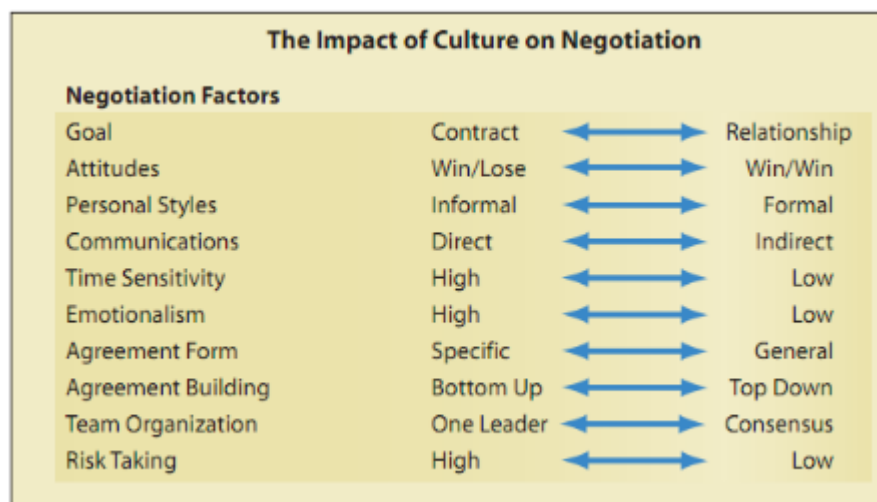 The Impact of Culture on Negotiation
Negotiation Factors
Goal Contract Relationship
Attitudes Win/Lose Win/Win
Personal Styles Informal Formal
Communications Direct Indirect
Time Sensitivity High Low
Emotionalism High Low
Agreement Form Specific General
Agreement Building Bottom Up Top Down
Team Organization One Leader Consensus
Risk Taking High Low